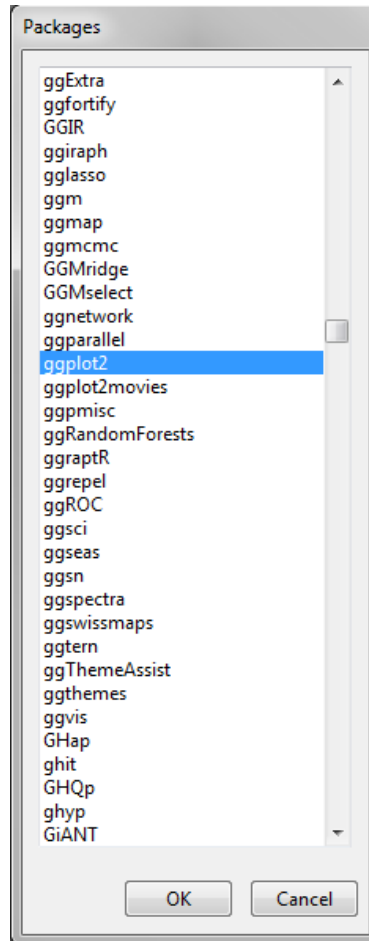 Packages
ggExtra
ggfortify
GGIR
ggiraph
gglasso
ggm
ggmap
ggmcmc
GGMridge
GGMselect
ggnetwork
ggparallel
ggplot2
ggplot2movies
ggpmisc
ggRandomForests
ggraptR
ggrepel
ggROC
ggsci
ggseas
ggsn
ggspectra
ggswissmaps
ggtern
ggThemeAssist
ggthemes
ggvis
GHap
ghit
GHQp
ghyp
GiANT
OK Cancel